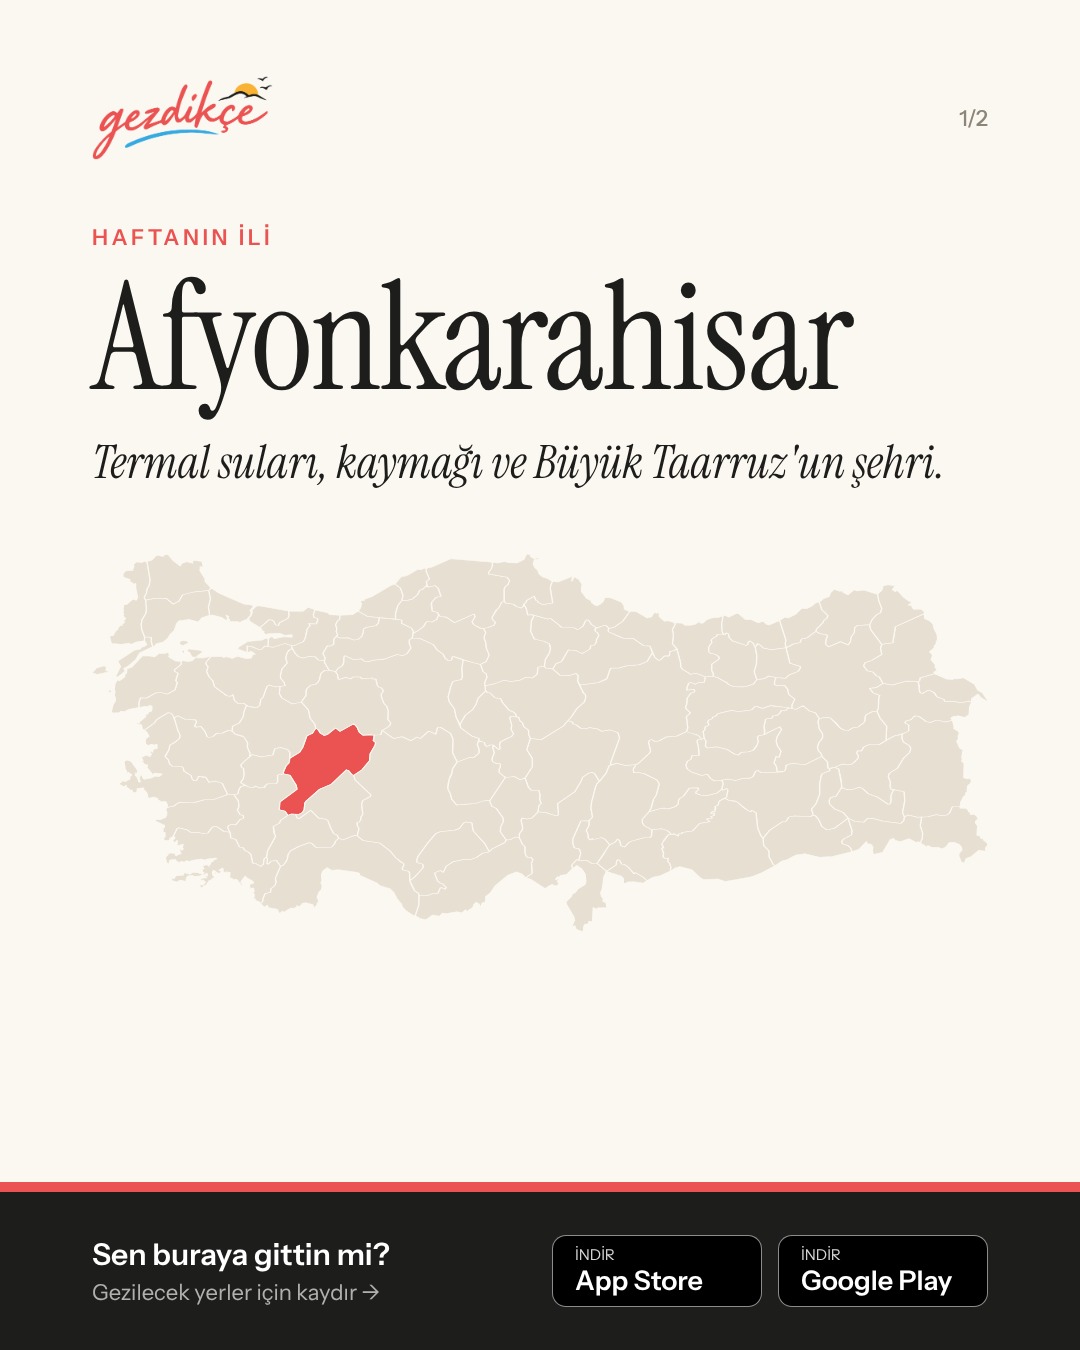 gezdikçe
1/2
HAFTANIN İLİ
Afyonkarahisar
Termal suları, kaymağı ve Büyük Taarruz'un şehri.
Sen buraya gittin mi?
Gezilecek yerler için kaydır →
İNDİR
App Store
İNDİR
Google Play